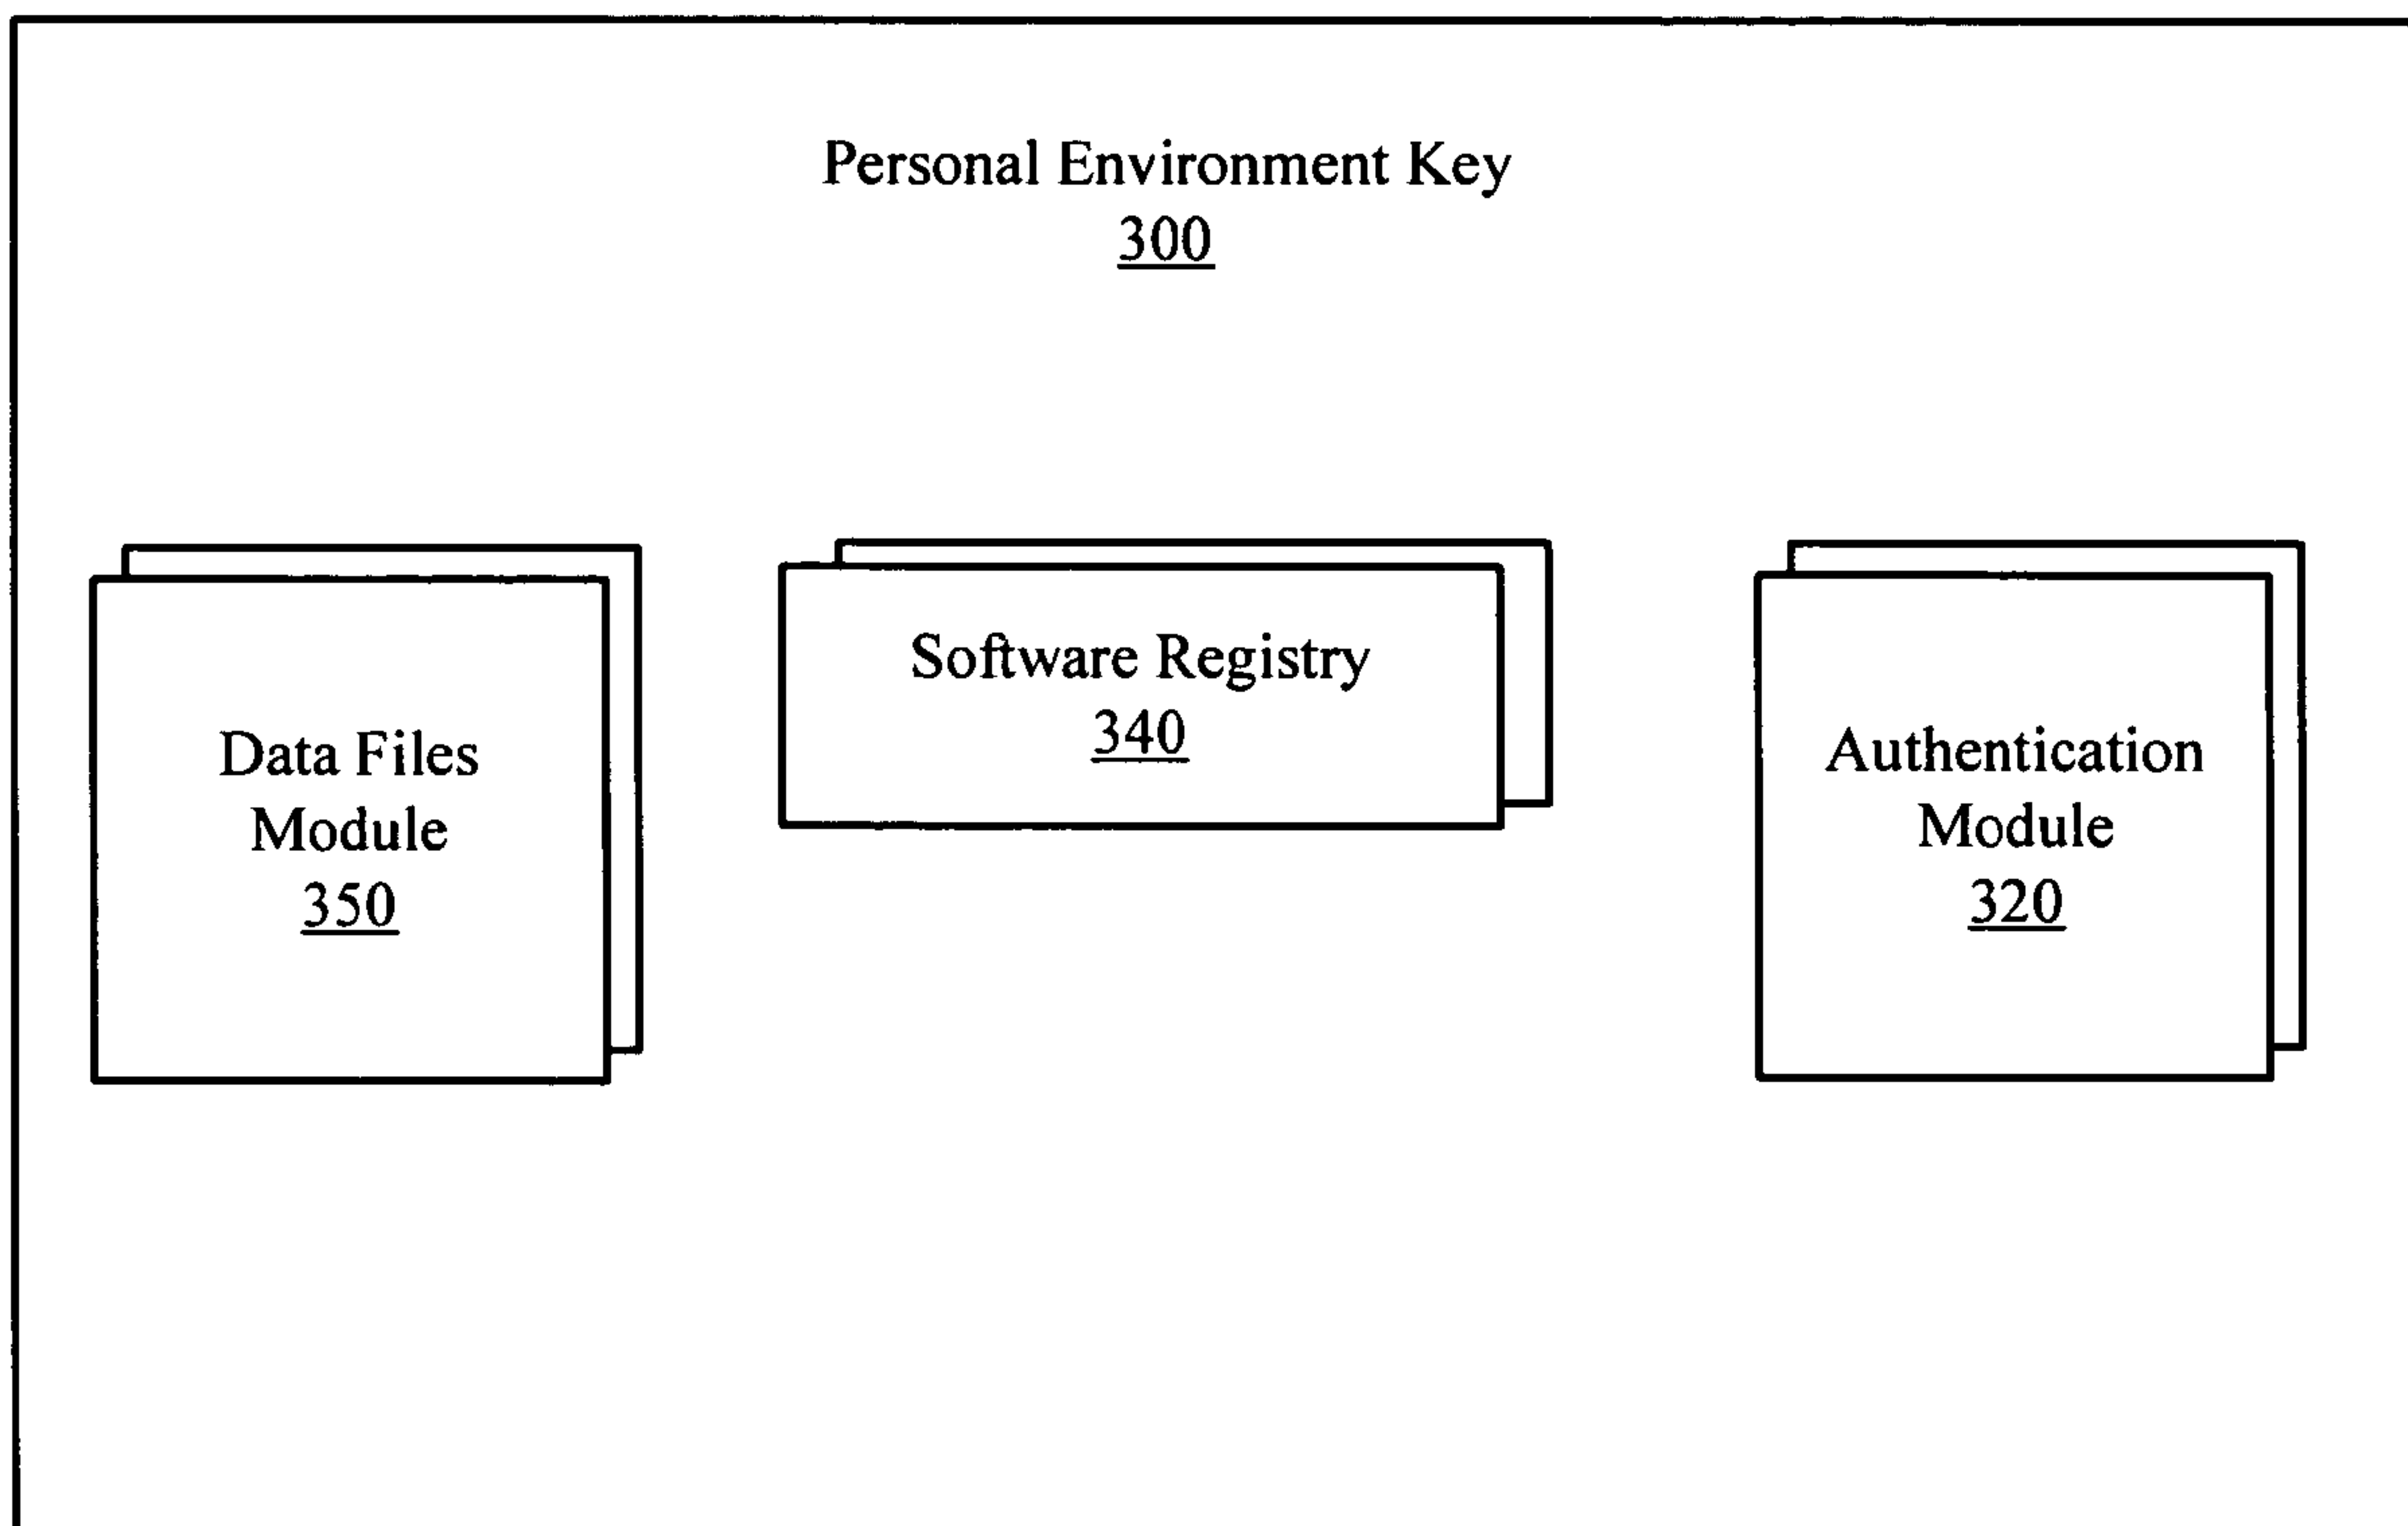 Personal Environment Key
300
Data Files
Module
350
Software Registry
340
Authentication
Module
320